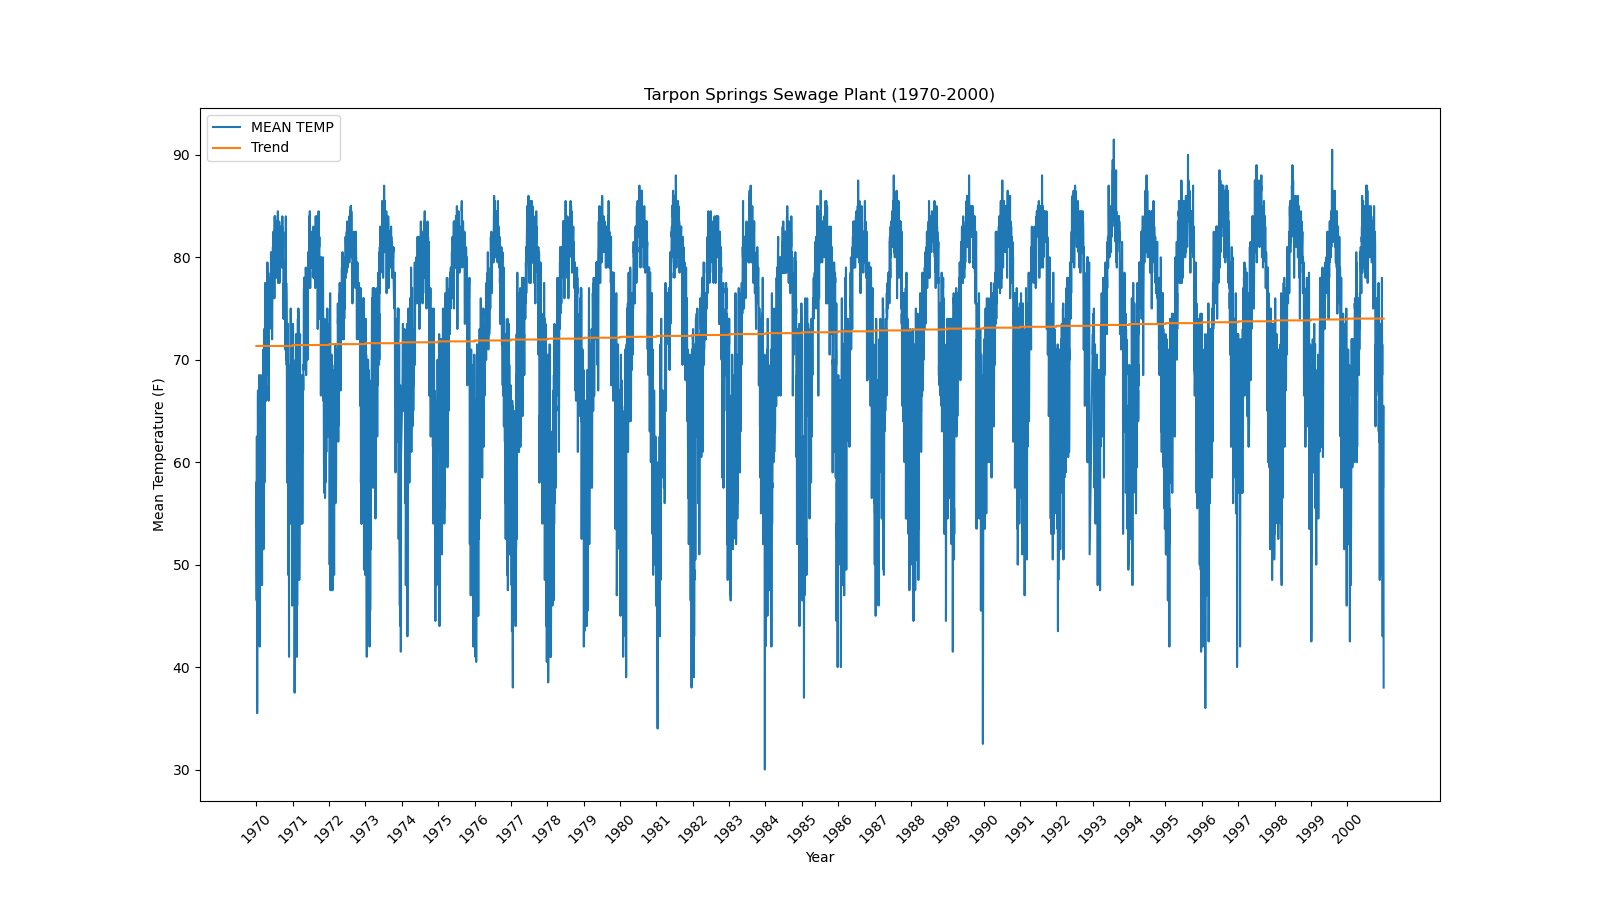 Tarpon Springs Sewage Plant (1970-2000)
MEAN TEMP
Trend
90
80
70
60
50
40
30
Mean Temperature (F)
1970 1971 1972 1973 1974 1975 1976 1977 1978 1979 1980 1981 1982 1983 1984 1985 1986 1987 1988 1989 1990 1991 1992 1993 1994 1995 1996 1997 1998 1999 2000
Year